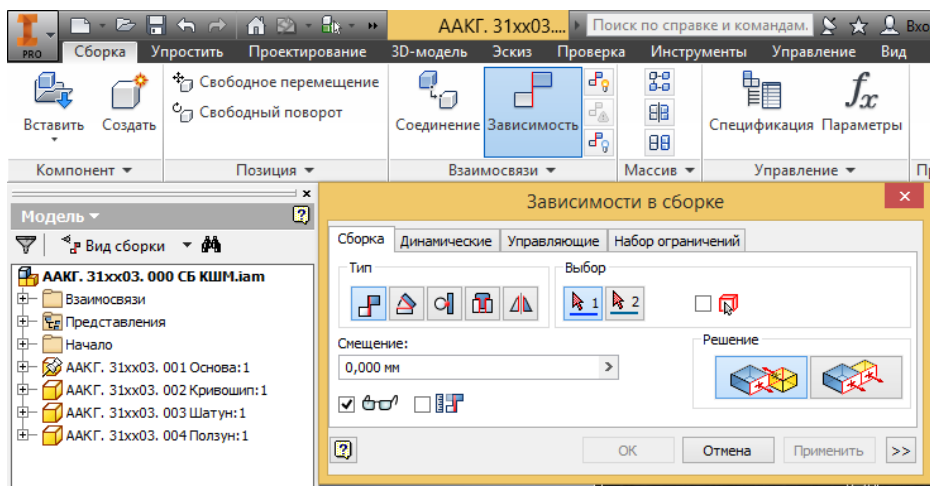 ААКГ. 31хх03.... Поиск по справке и командам. Вхо
PRO Сборка Упростить Проектирование 3D-модель Эскиз Проверка Инструменты Управление Вид
Вставить Создать Свободное перемещение
Свободный поворот
Соединение Зависимость Спецификация Параметры
Компонент Позиция Взаимосвязи Массив Управление П
Зависимости в сборке
Модель
Вид сборки
ААКГ. 31хх03. 000 СБ КШМ.iam
Взаимосвязи
Представления
Начало
ААКГ. 31хх03. 001 Основа:1
ААКГ. 31хх03. 002 Кривошип:1
ААКГ. 31хх03. 003 Шатун:1
ААКГ. 31хх03. 004 Ползун:1
Сборка Динамические Управляющие Набор ограничений
Тип Выбор
1 2
Смещение: Решение
0,000 мм >
ОК Отмена Применить >>